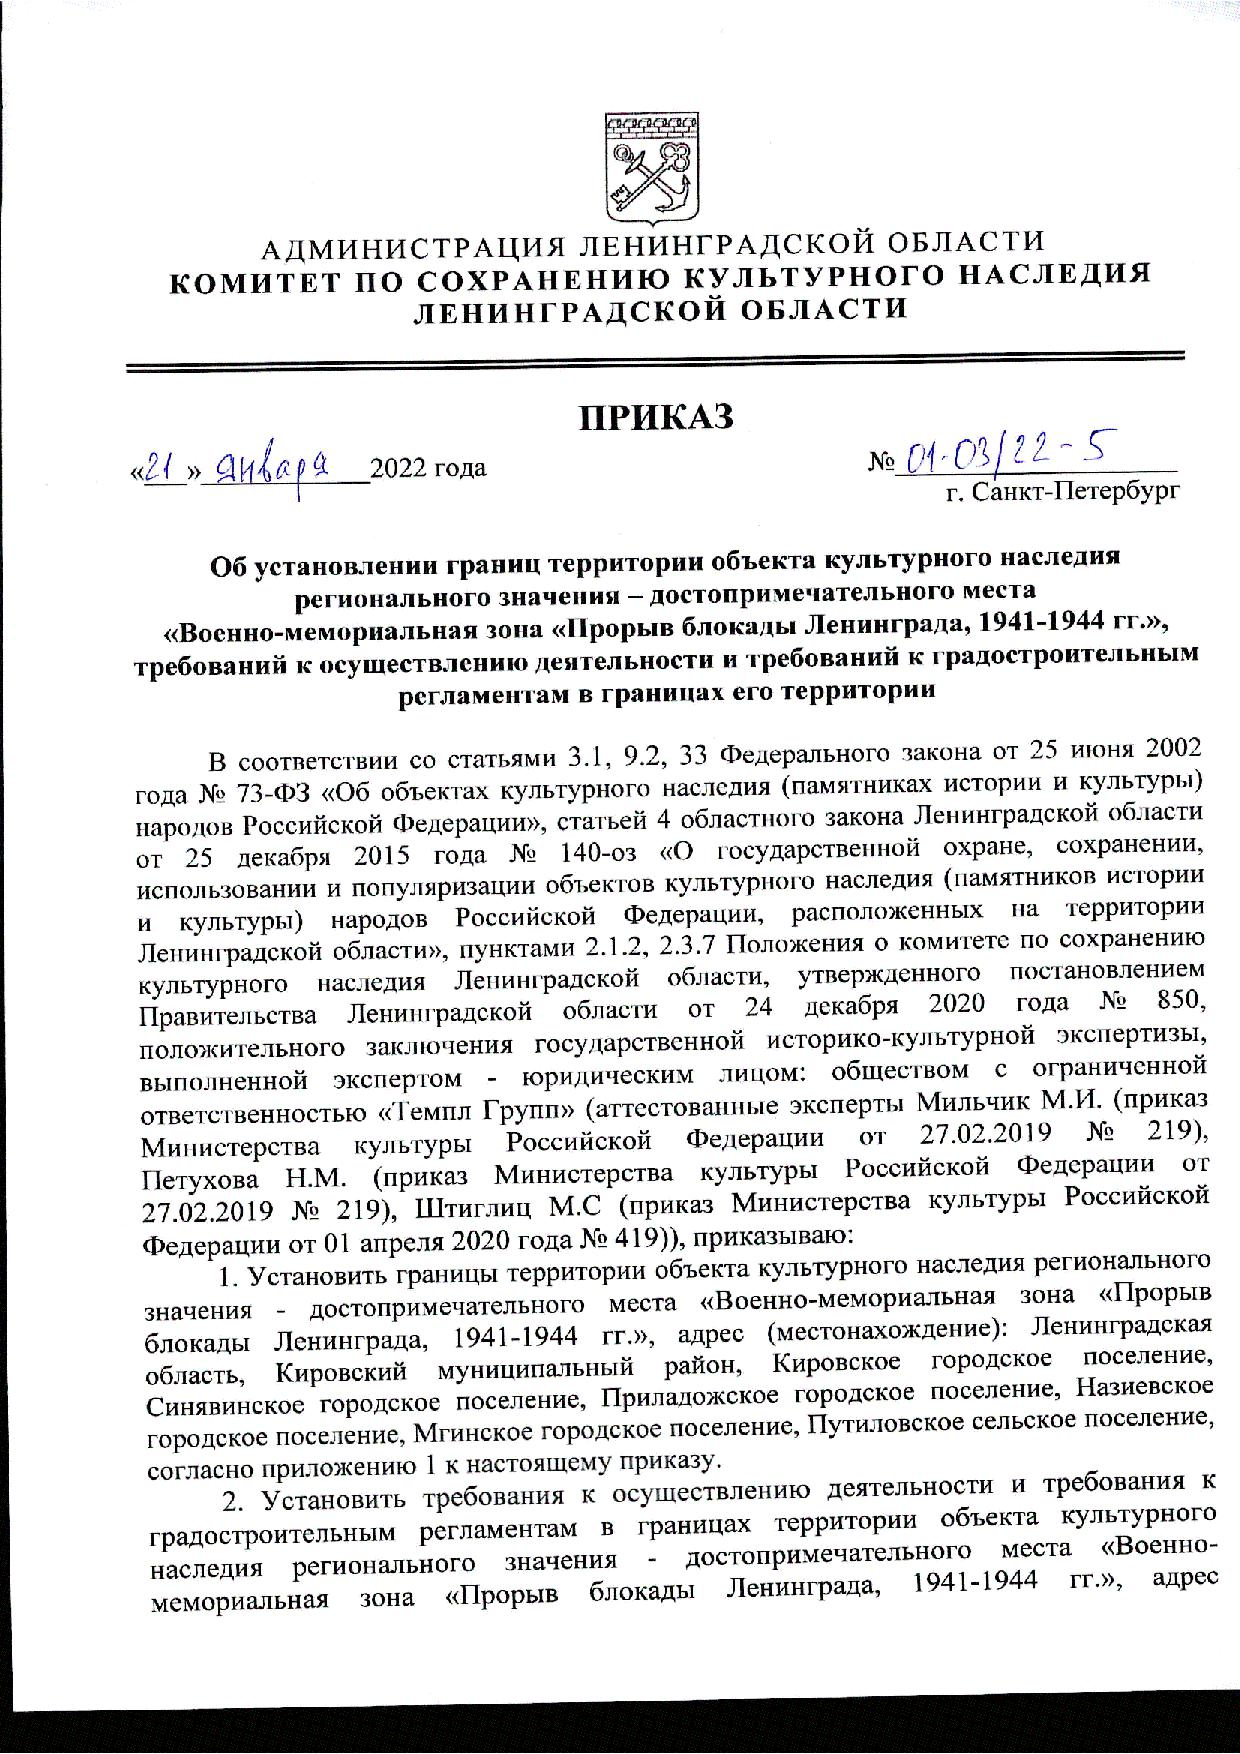 АДМИНИСТРАЦИЯ ЛЕНИНГРАДСКОЙ ОБЛАСТИ
КОМИТЕТ ПО СОХРАНЕНИЮ КУЛЬТУРНОГО НАСЛЕДИЯ
ЛЕНИНГРАДСКОЙ ОБЛАСТИ
ПРИКАЗ
«21» января 2022 года № 01-03/22-5
г. Санкт-Петербург
Об установлении границ территории объекта культурного наследия
регионального значения – достопримечательного места
«Военно-мемориальная зона «Прорыв блокады Ленинграда, 1941-1944 гг.»,
требований к осуществлению деятельности и требований к градостроительным
регламентам в границах его территории
В соответствии со статьями 3.1, 9.2, 33 Федерального закона от 25 июня 2002
года № 73-ФЗ «Об объектах культурного наследия (памятниках истории и культуры)
народов Российской Федерации», статьей 4 областного закона Ленинградской области
от 25 декабря 2015 года № 140-оз «О государственной охране, сохранении,
использовании и популяризации объектов культурного наследия (памятников истории
и культуры) народов Российской Федерации, расположенных на территории
Ленинградской области», пунктами 2.1.2, 2.3.7 Положения о комитете по сохранению
культурного наследия Ленинградской области, утвержденного постановлением
Правительства Ленинградской области от 24 декабря 2020 года № 850,
положительного заключения государственной историко-культурной экспертизы,
выполненной экспертом - юридическим лицом: обществом с ограниченной
ответственностью «Темпл Групп» (аттестованные эксперты Мильчик М.И. (приказ
Министерства культуры Российской Федерации от 27.02.2019 № 219),
Петухова Н.М. (приказ Министерства культуры Российской Федерации от
27.02.2019 № 219), Штиглиц М.С (приказ Министерства культуры Российской
Федерации от 01 апреля 2020 года № 419)), приказываю:
1. Установить границы территории объекта культурного наследия регионального
значения - достопримечательного места «Военно-мемориальная зона «Прорыв
блокады Ленинграда, 1941-1944 гг.», адрес (местонахождение): Ленинградская
область, Кировский муниципальный район, Кировское городское поселение,
Синявинское городское поселение, Приладожское городское поселение, Назиевское
городское поселение, Мгинское городское поселение, Путиловское сельское поселение,
согласно приложению 1 к настоящему приказу.
2. Установить требования к осуществлению деятельности и требования к
градостроительным регламентам в границах территории объекта культурного
наследия регионального значения - достопримечательного места «Военно-
мемориальная зона «Прорыв блокады Ленинграда, 1941-1944 гг.», адрес